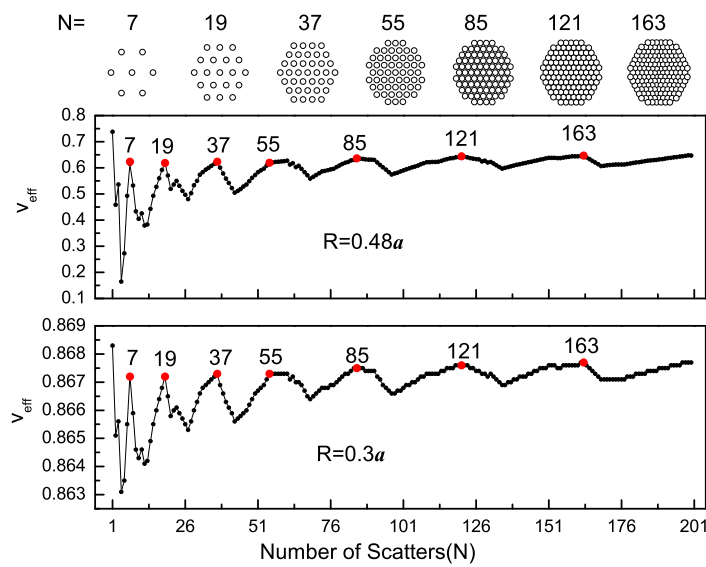 N= 7 19 37 55 85 121 163
0.8
0.7
0.6
0.5
0.4
0.3
0.2
0.1
v_eff
7 19 37 55 85 121 163
R=0.48a
0.869
0.868
0.867
0.866
0.865
0.864
0.863
v_eff
7 19 37 55 85 121 163
R=0.3a
1 26 51 76 101 126 151 176 201
Number of Scatters(N)